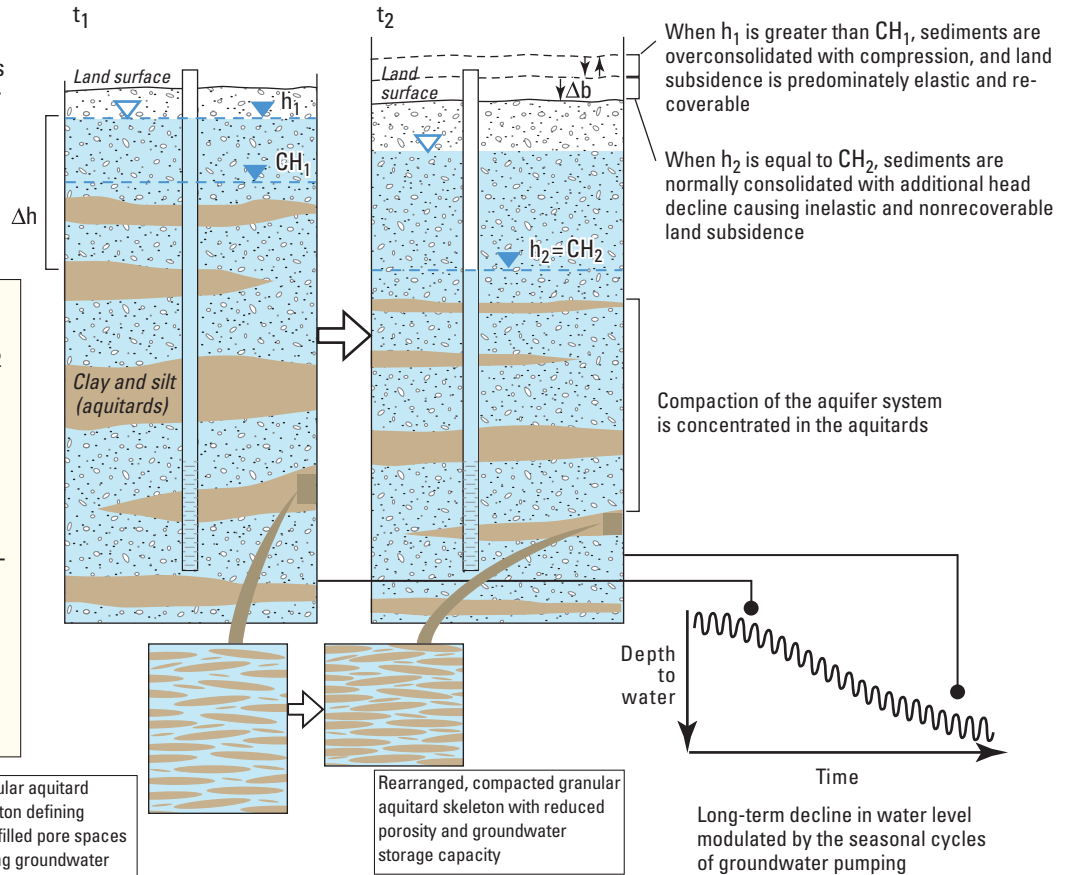 t1
t2
Land surface
h1
CH1
Δh
Clay and silt
(aquitards)
Land
surface
Δb
h2=CH2
When h1 is greater than CH1, sediments are
overconsolidated with compression, and land
subsidence is predominately elastic and re-
coverable
When h2 is equal to CH2, sediments are
normally consolidated with additional head
decline causing inelastic and nonrecoverable
land subsidence
Compaction of the aquifer system
is concentrated in the aquitards
Depth
to
water
Time
Long-term decline in water level
modulated by the seasonal cycles
of groundwater pumping
Rearranged, compacted granular
aquitard skeleton with reduced
porosity and groundwater
storage capacity
aquitard
defining
filled pore spaces
groundwater